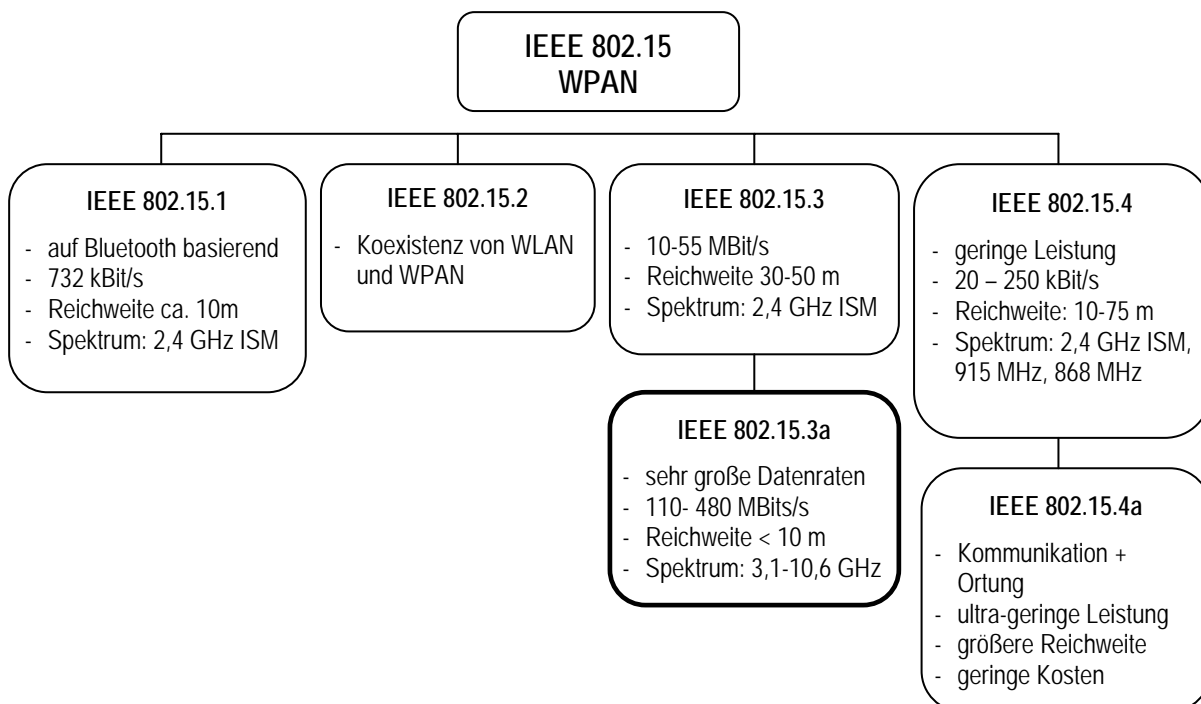 IEEE 802.15
WPAN
IEEE 802.15.1
- auf Bluetooth basierend
- 732 kBit/s
- Reichweite ca. 10m
- Spektrum: 2,4 GHz ISM
IEEE 802.15.2
- Koexistenz von WLAN
und WPAN
IEEE 802.15.3
- 10-55 MBit/s
- Reichweite 30-50 m
- Spektrum: 2,4 GHz ISM
IEEE 802.15.4
- geringe Leistung
- 20 – 250 kBit/s
- Reichweite: 10-75 m
- Spektrum: 2,4 GHz ISM,
915 MHz, 868 MHz
IEEE 802.15.3a
- sehr große Datenraten
- 110- 480 MBits/s
- Reichweite < 10 m
- Spektrum: 3,1-10,6 GHz
IEEE 802.15.4a
- Kommunikation +
Ortung
- ultra-geringe Leistung
- größere Reichweite
- geringe Kosten